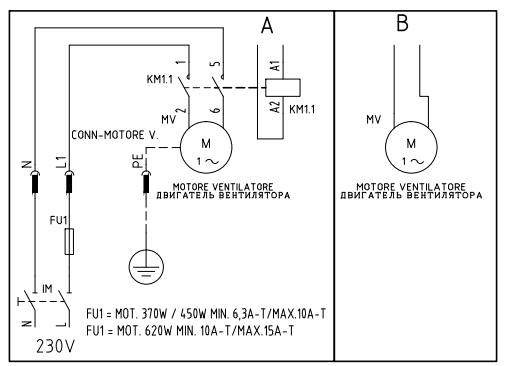 A
B
1
5
KM1.1
A1
A2
KM1.1
2
6
MV
MV
CONN-MOTORE V.
M
1~
M
1~
N
L1
PE
MOTORE VENTILATORE
ДВИГАТЕЛЬ ВЕНТИЛЯТОРА
MOTORE VENTILATORE
ДВИГАТЕЛЬ ВЕНТИЛЯТОРА
FU1
IM
N
L
230V
FU1 = MOT. 370W / 450W MIN. 6,3A-T/MAX.10A-T
FU1 = MOT. 620W MIN. 10A-T/MAX.15A-T